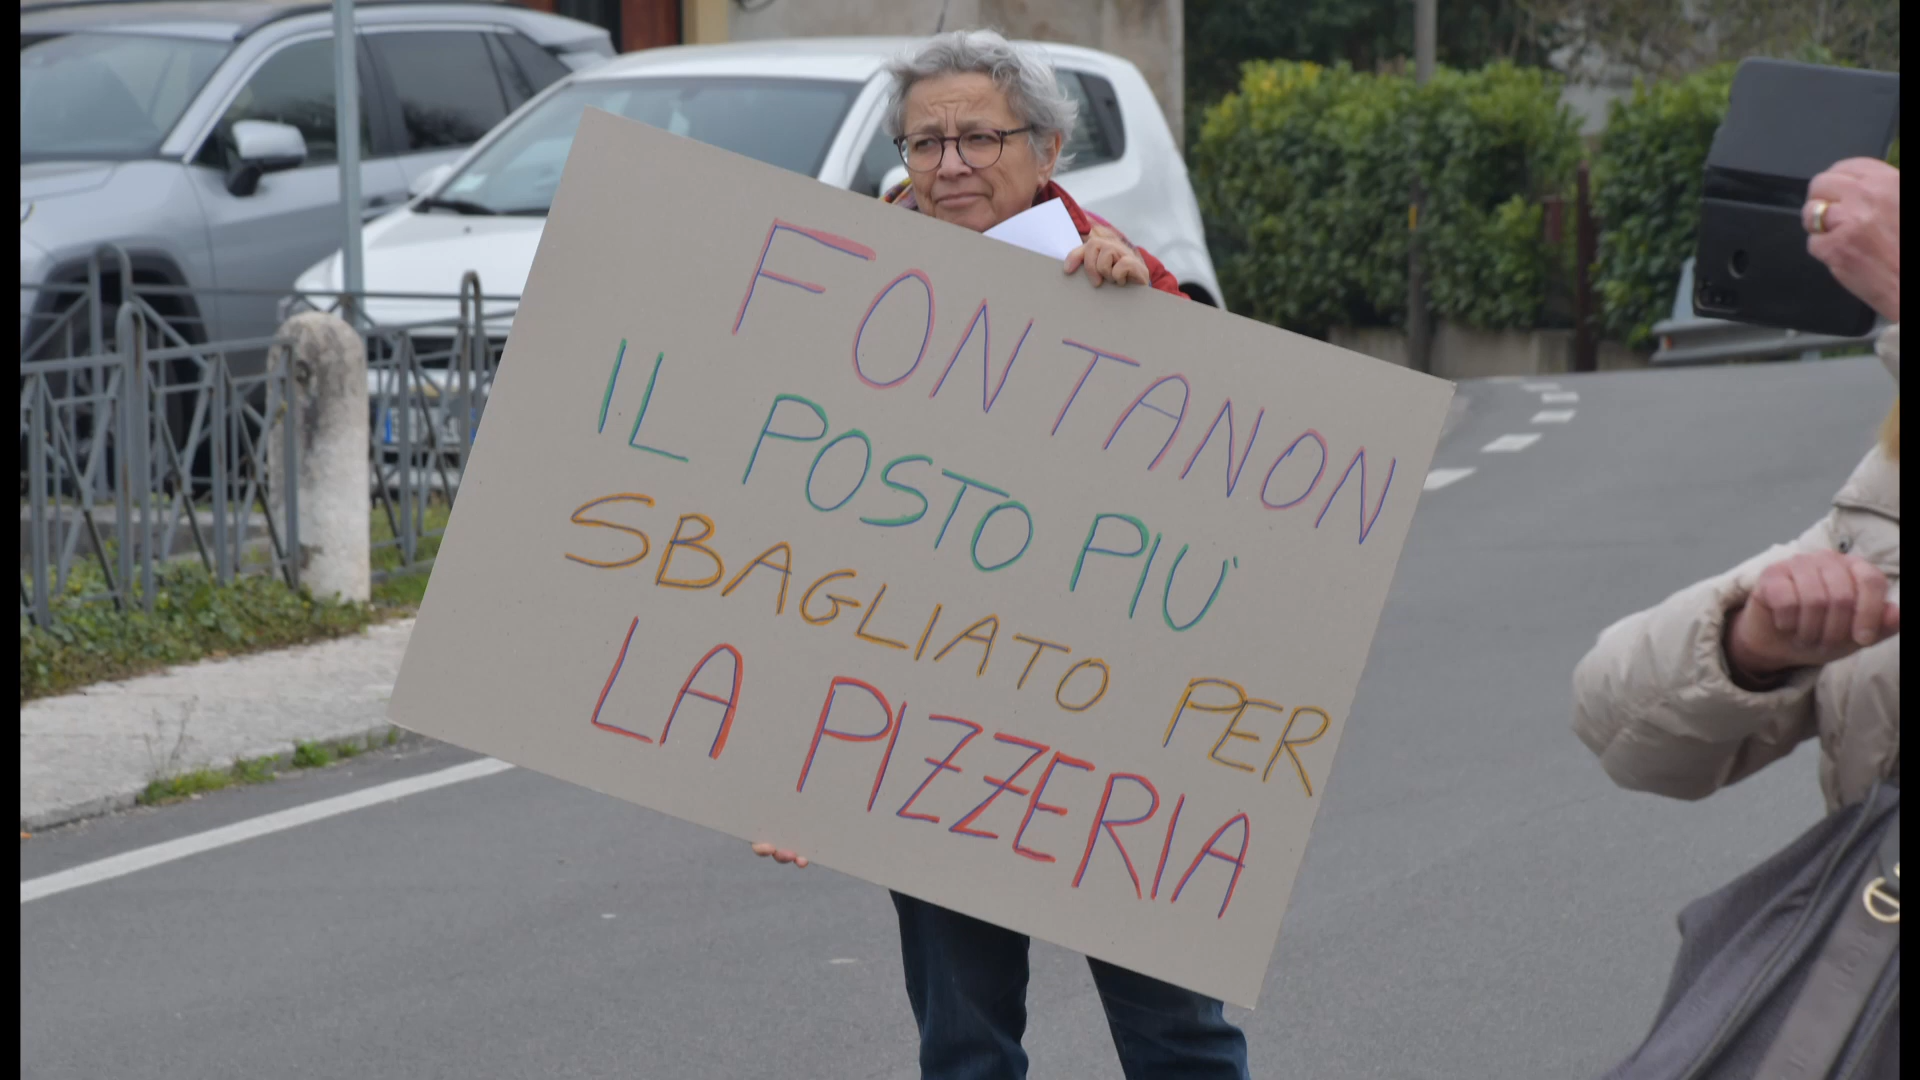 FONTANON
IL POSTO PIÙ
SBAGLIATO PER
LA PIZZERIA